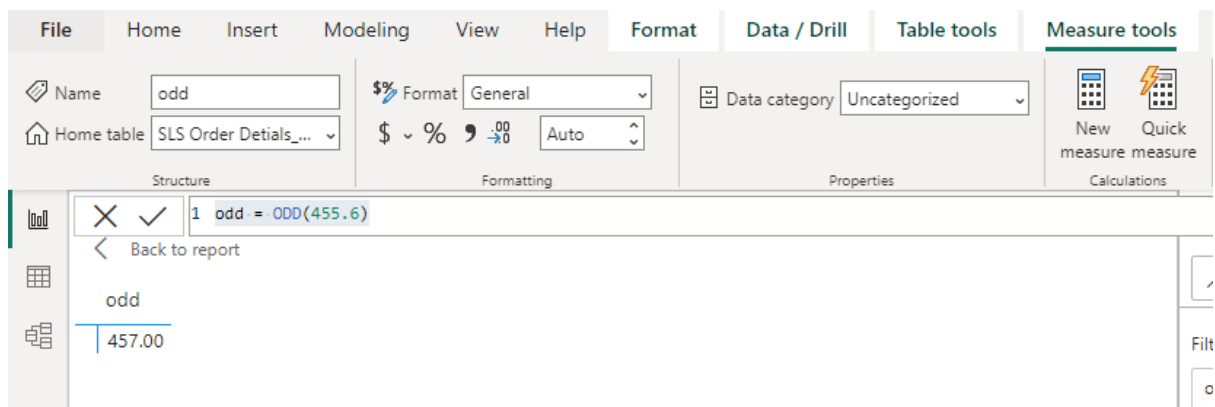 File Home Insert Modeling View Help Format Data / Drill Table tools Measure tools
Name odd
Home table SLS Order Detials_...
Structure
$% Format General
$ % 9 .00 Auto
Formatting
Data category Uncategorized
Properties
New measure
Quick measure
Calculations
1 odd = ODD(455.6)
Back to report
odd
457.00
Filt